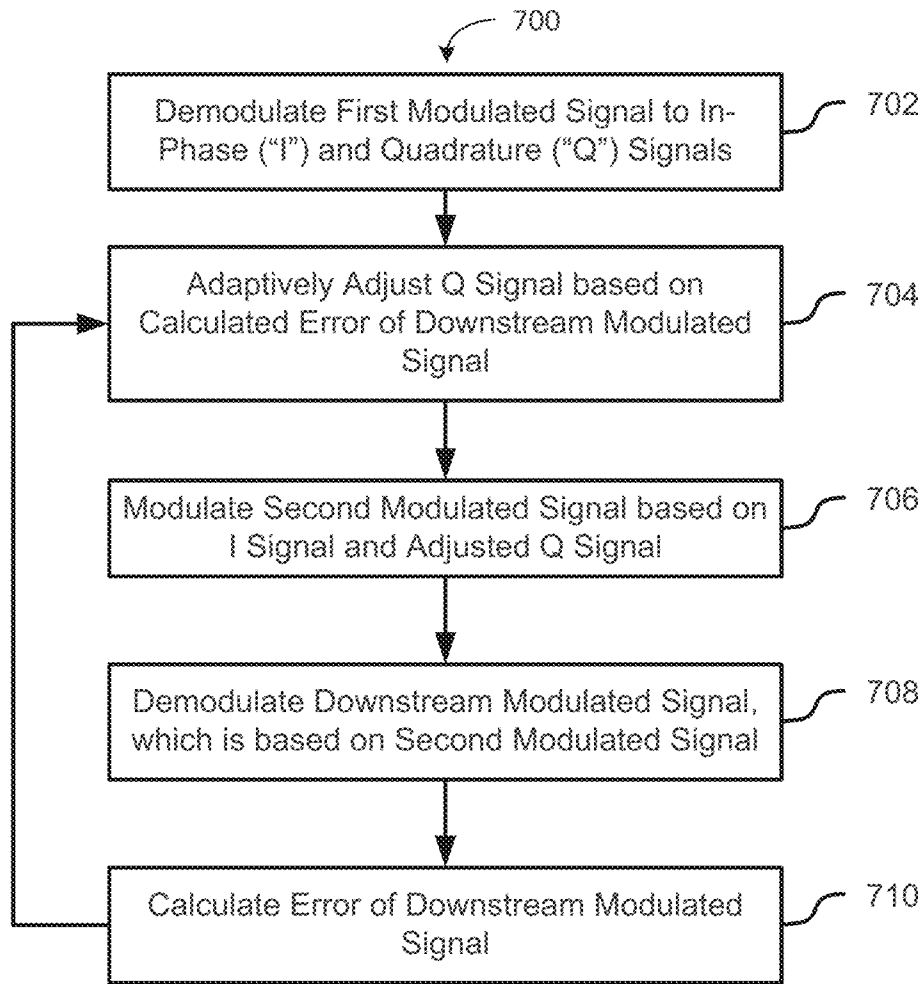 700
Demodulate First Modulated Signal to In-
Phase (“I”) and Quadrature (“Q”) Signals
702
Adaptively Adjust Q Signal based on
Calculated Error of Downstream Modulated
Signal
704
Modulate Second Modulated Signal based on
I Signal and Adjusted Q Signal
706
Demodulate Downstream Modulated Signal,
which is based on Second Modulated Signal
708
Calculate Error of Downstream Modulated
Signal
710